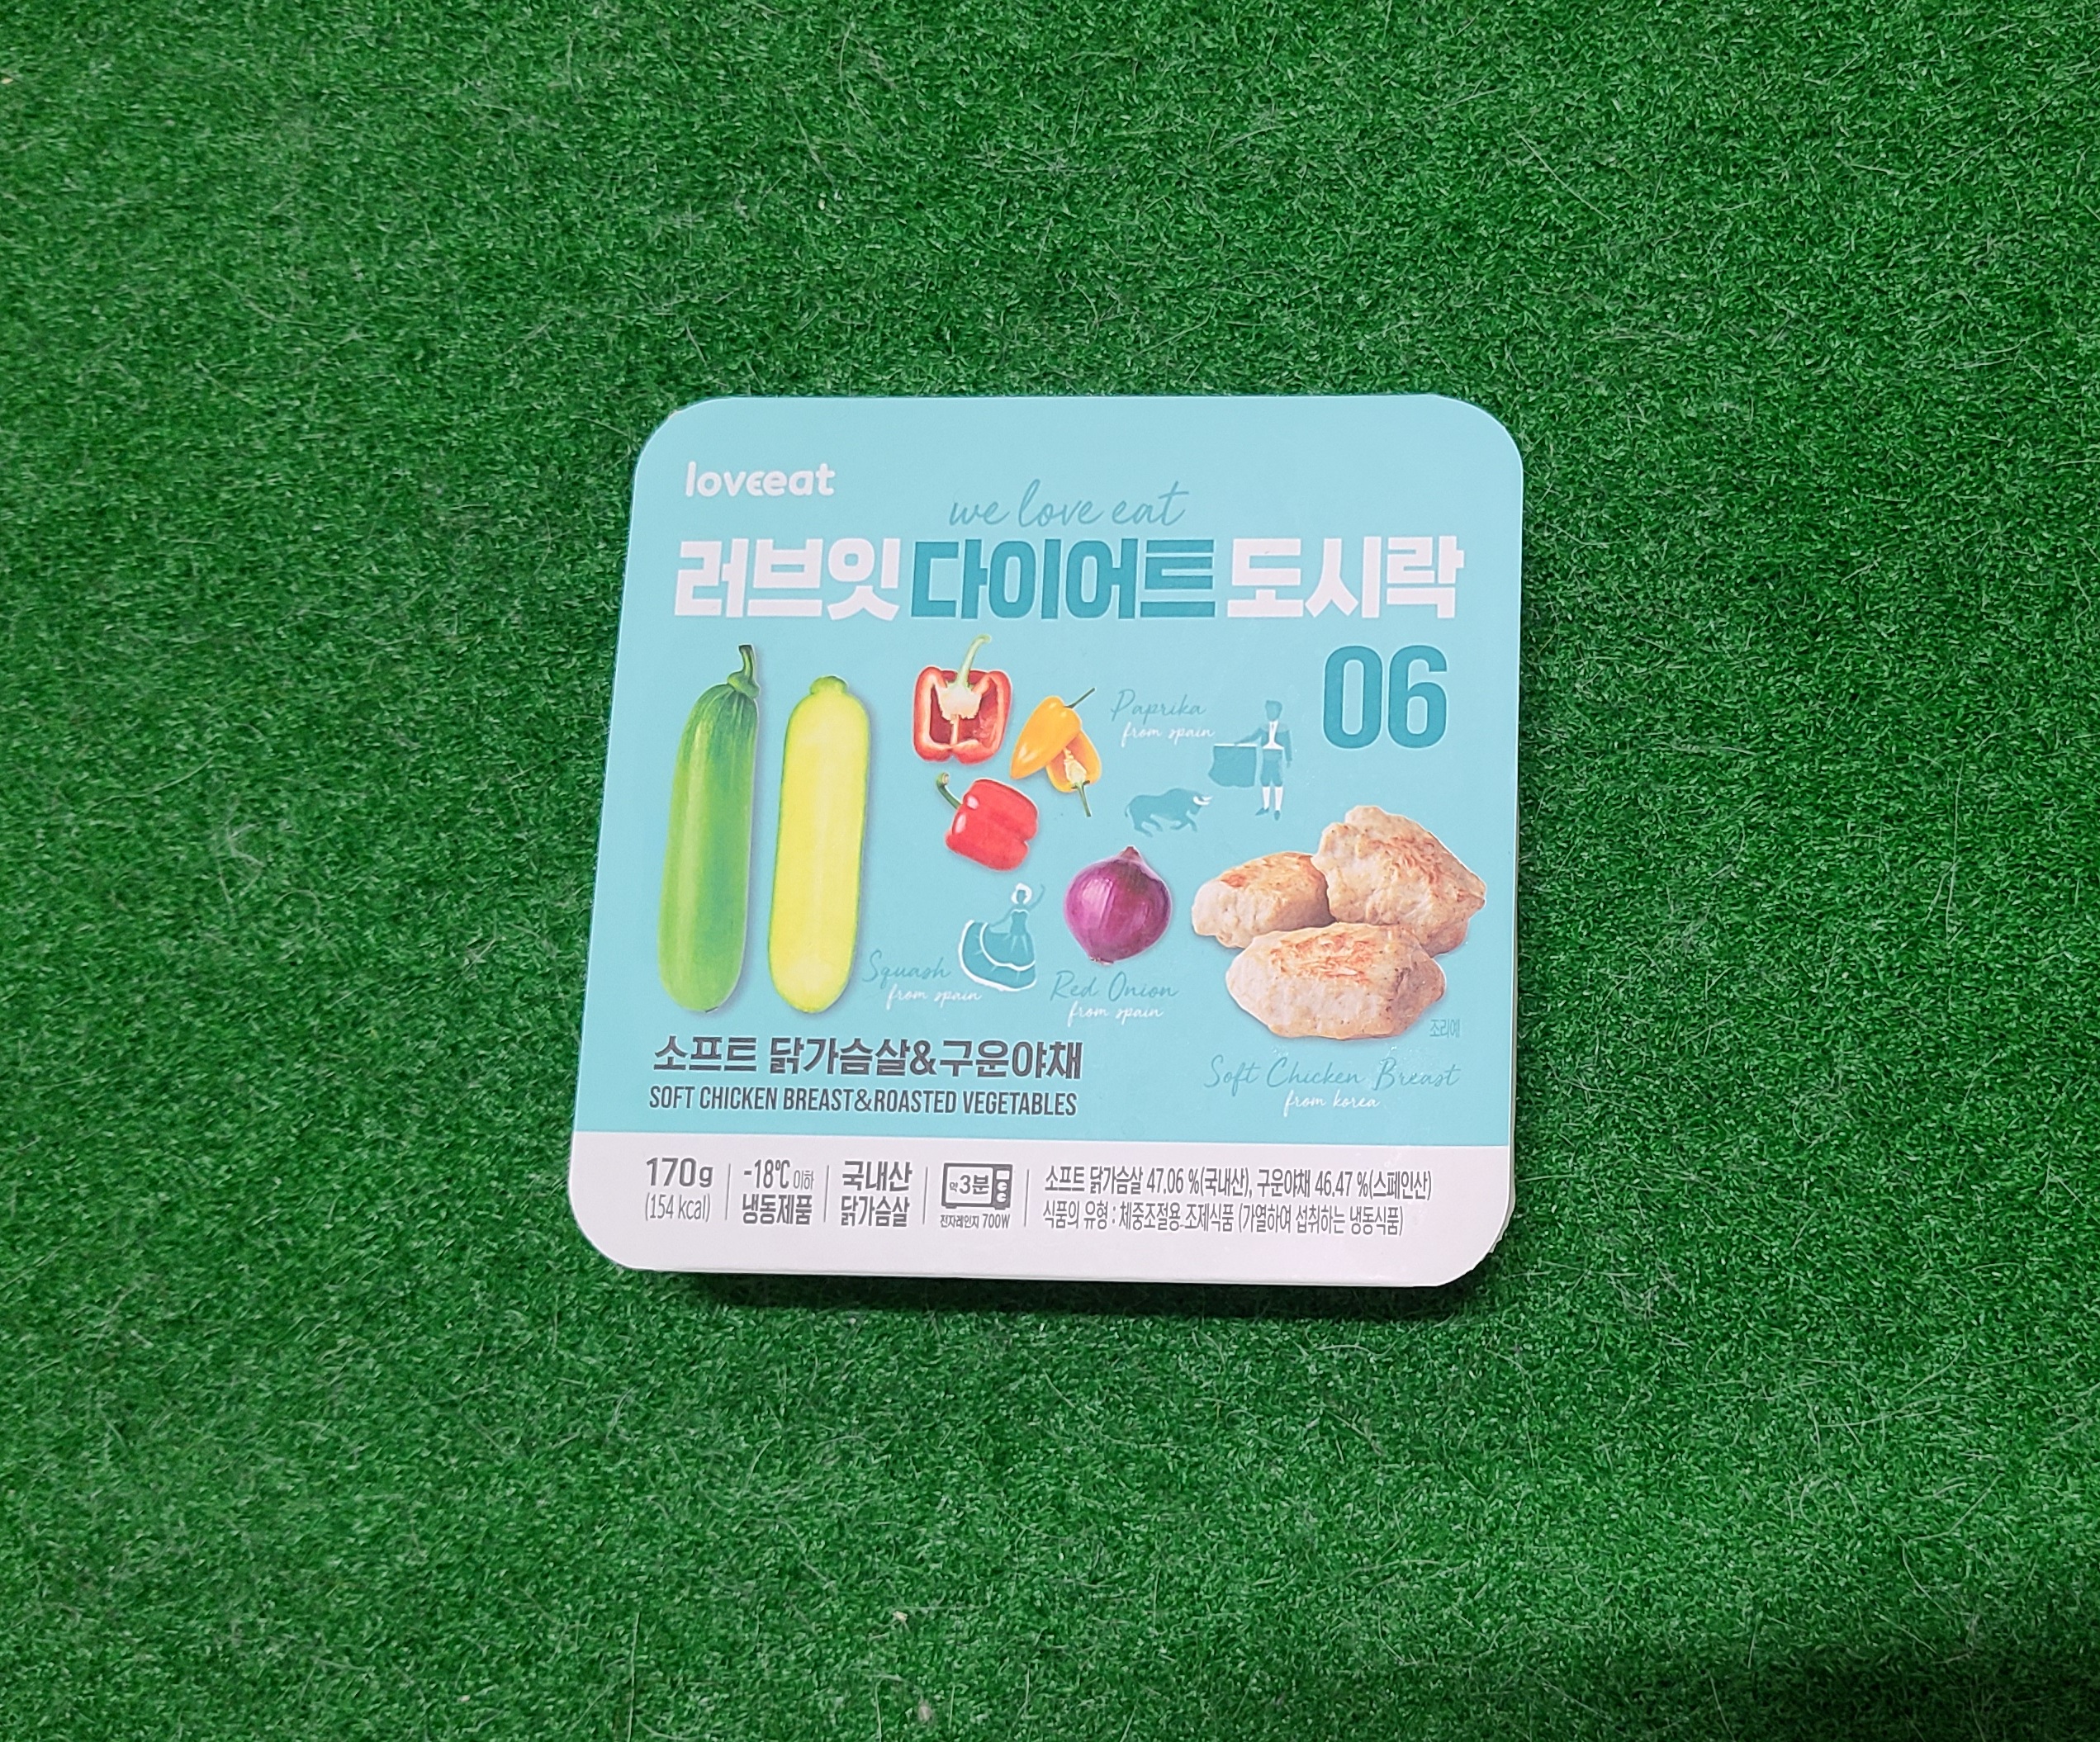 loveeat
we love eat
러브잇 다이어트 도시락
06
Paprika
from spain
Squash
from spain
Red Onion
from spain
조리예
Soft Chicken Breast
from korea
소프트 닭가슴살&구운야채
SOFT CHICKEN BREAST&ROASTED VEGETABLES
170g
(154 kcal)
-18℃ 이하
냉동제품
국내산
닭가슴살
약3분
전자레인지 700W
소프트 닭가슴살 47.06 %(국내산), 구운야채 46.47 %(스페인산)
식품의 유형 : 체중조절용 조제식품 (가열하여 섭취하는 냉동식품)